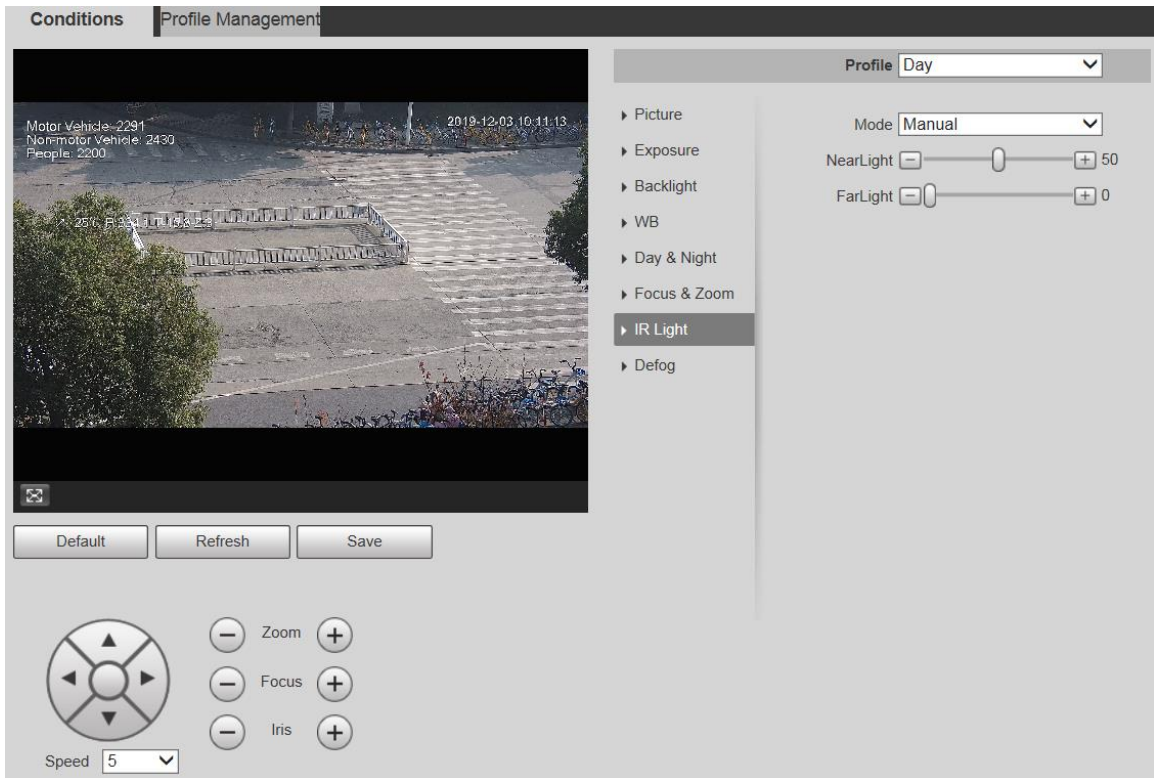 Conditions
Profile Management
Profile Day
Motor Vehicle: 2291
Non-motor Vehicle: 2430
People: 2200
2019-12-03 10:11:13
Picture
Exposure
Backlight
WB
Day & Night
Focus & Zoom
IR Light
Defog
Mode Manual
NearLight 50
FarLight 0
Default Refresh Save
Zoom
Focus
Iris
Speed 5